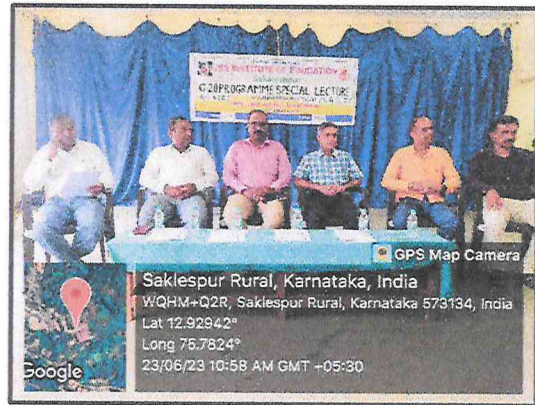 INSTITUTE OF EDUCATION
G 20 PROGRAMME SPECIAL LECTURE
GPS Map Camera
Saklespur Rural, Karnataka, India
WQHM+Q2R, Saklespur Rural, Karnataka 573134, India
Lat 12.92942°
Long 75.7824°
23/06/23 10:58 AM GMT +05:30
Google